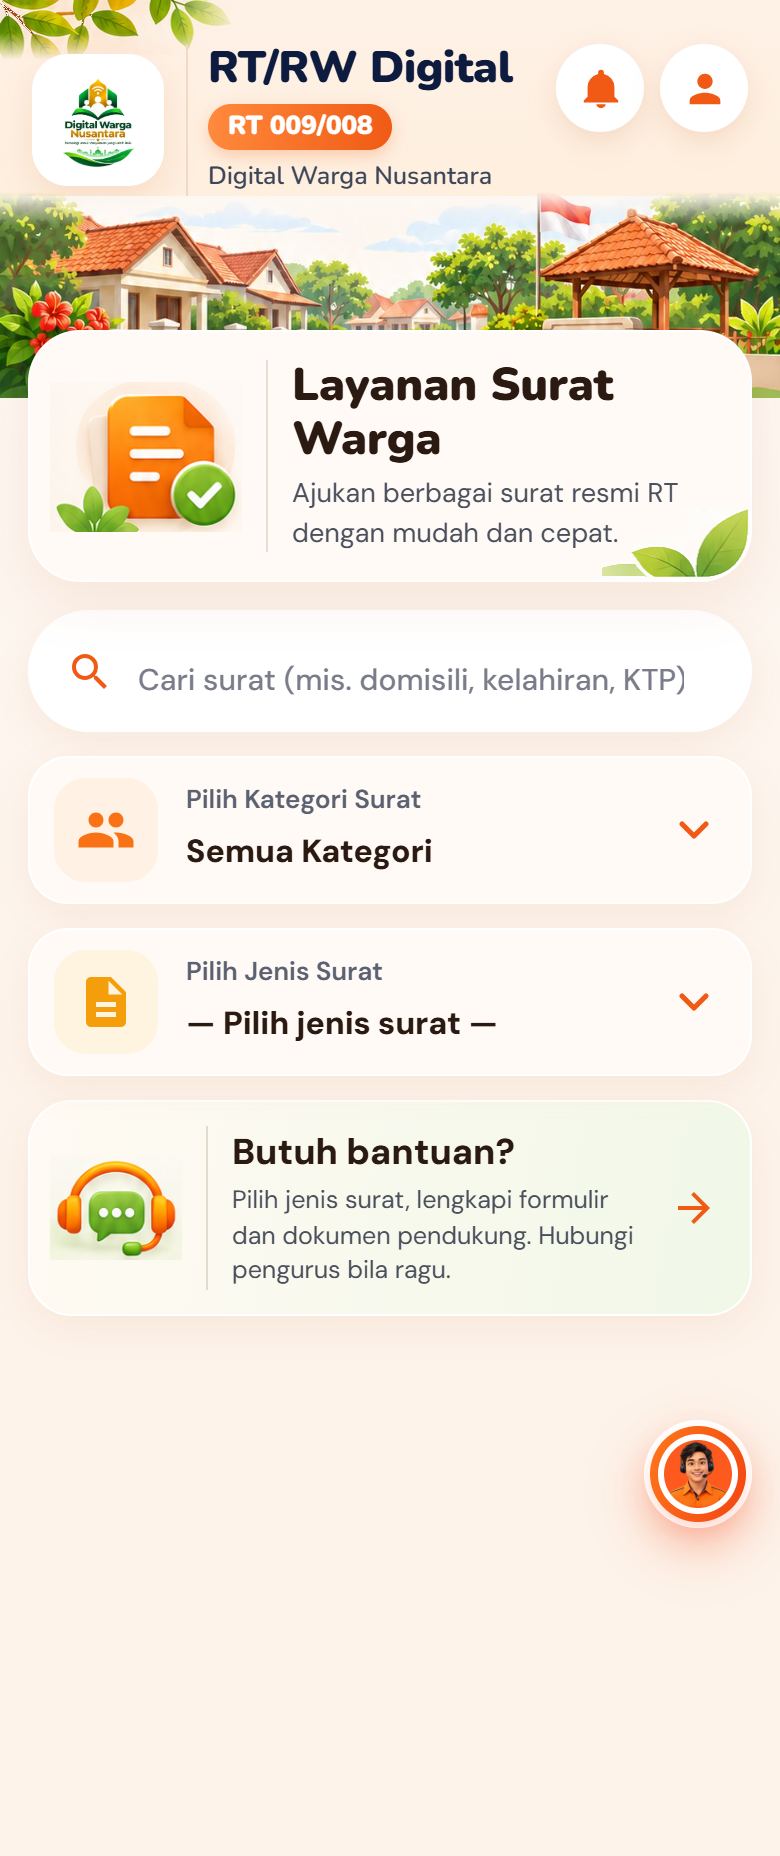 RT/RW Digital
RT 009/008
Digital Warga Nusantara
Digital Warga
Nusantara
Layanan Surat
Warga
Ajukan berbagai surat resmi RT
dengan mudah dan cepat.
Cari surat (mis. domisili, kelahiran, KTP)
Pilih Kategori Surat
Semua Kategori
Pilih Jenis Surat
— Pilih jenis surat —
Butuh bantuan?
Pilih jenis surat, lengkapi formulir
dan dokumen pendukung. Hubungi
pengurus bila ragu.